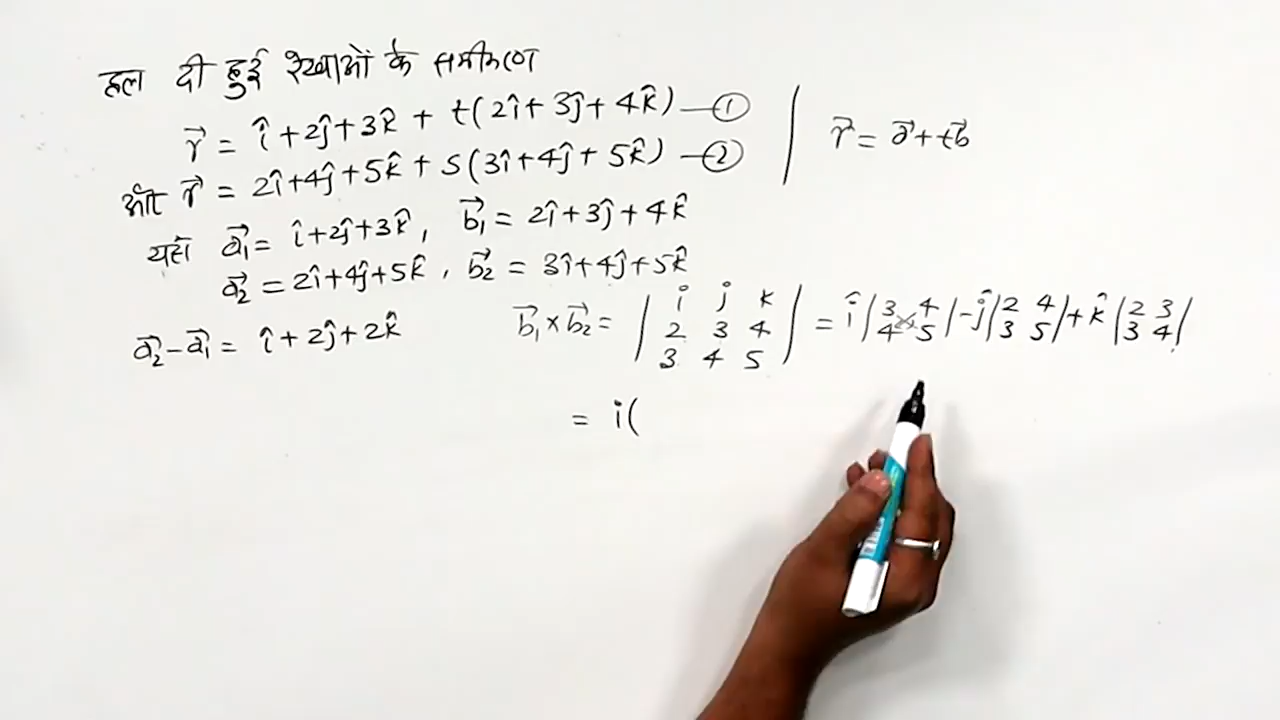 हल दी हुई रेखाओं के समीकरण
r⃗ = î + 2ĵ + 3k̂ + t(2î + 3ĵ + 4k̂) —①
और r⃗ = 2î + 4ĵ + 5k̂ + s(3î + 4ĵ + 5k̂) —②
r⃗ = a⃗ + tb⃗
यहाँ a⃗₁ = î + 2ĵ + 3k̂, b⃗₁ = 2î + 3ĵ + 4k̂
a⃗₂ = 2î + 4ĵ + 5k̂, b⃗₂ = 3î + 4ĵ + 5k̂
a⃗₂ - a⃗₁ = î + 2ĵ + 2k̂
b⃗₁ × b⃗₂ = | i j k | = î | 3 4 | - ĵ | 2 4 | + k̂ | 2 3 |
| 2 3 4 | | 4 5 | | 3 5 | | 3 4 |
| 3 4 5 |
= i(